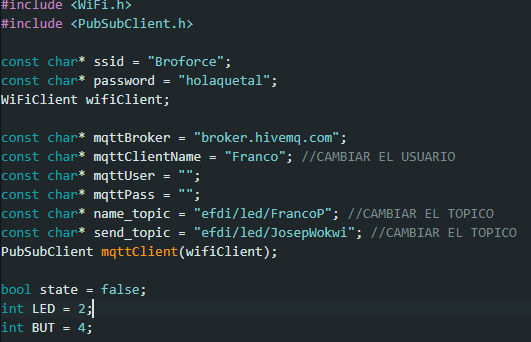 #include <WiFi.h>
#include <PubSubClient.h>
const char* ssid = "Broforce";
const char* password = "holaquetal";
WiFiClient wifiClient;
const char* mqttBroker = "broker.hivemq.com";
const char* mqttClientName = "Franco"; //CAMBIAR EL USUARIO
const char* mqttUser = "";
const char* mqttPass = "";
const char* name_topic = "efdi/led/FrancoP"; //CAMBIAR EL TOPICO
const char* send_topic = "efdi/led/JosepWokwi"; //CAMBIAR EL TOPICO
PubSubClient mqttClient(wifiClient);
bool state = false;
int LED = 2;
int BUT = 4;